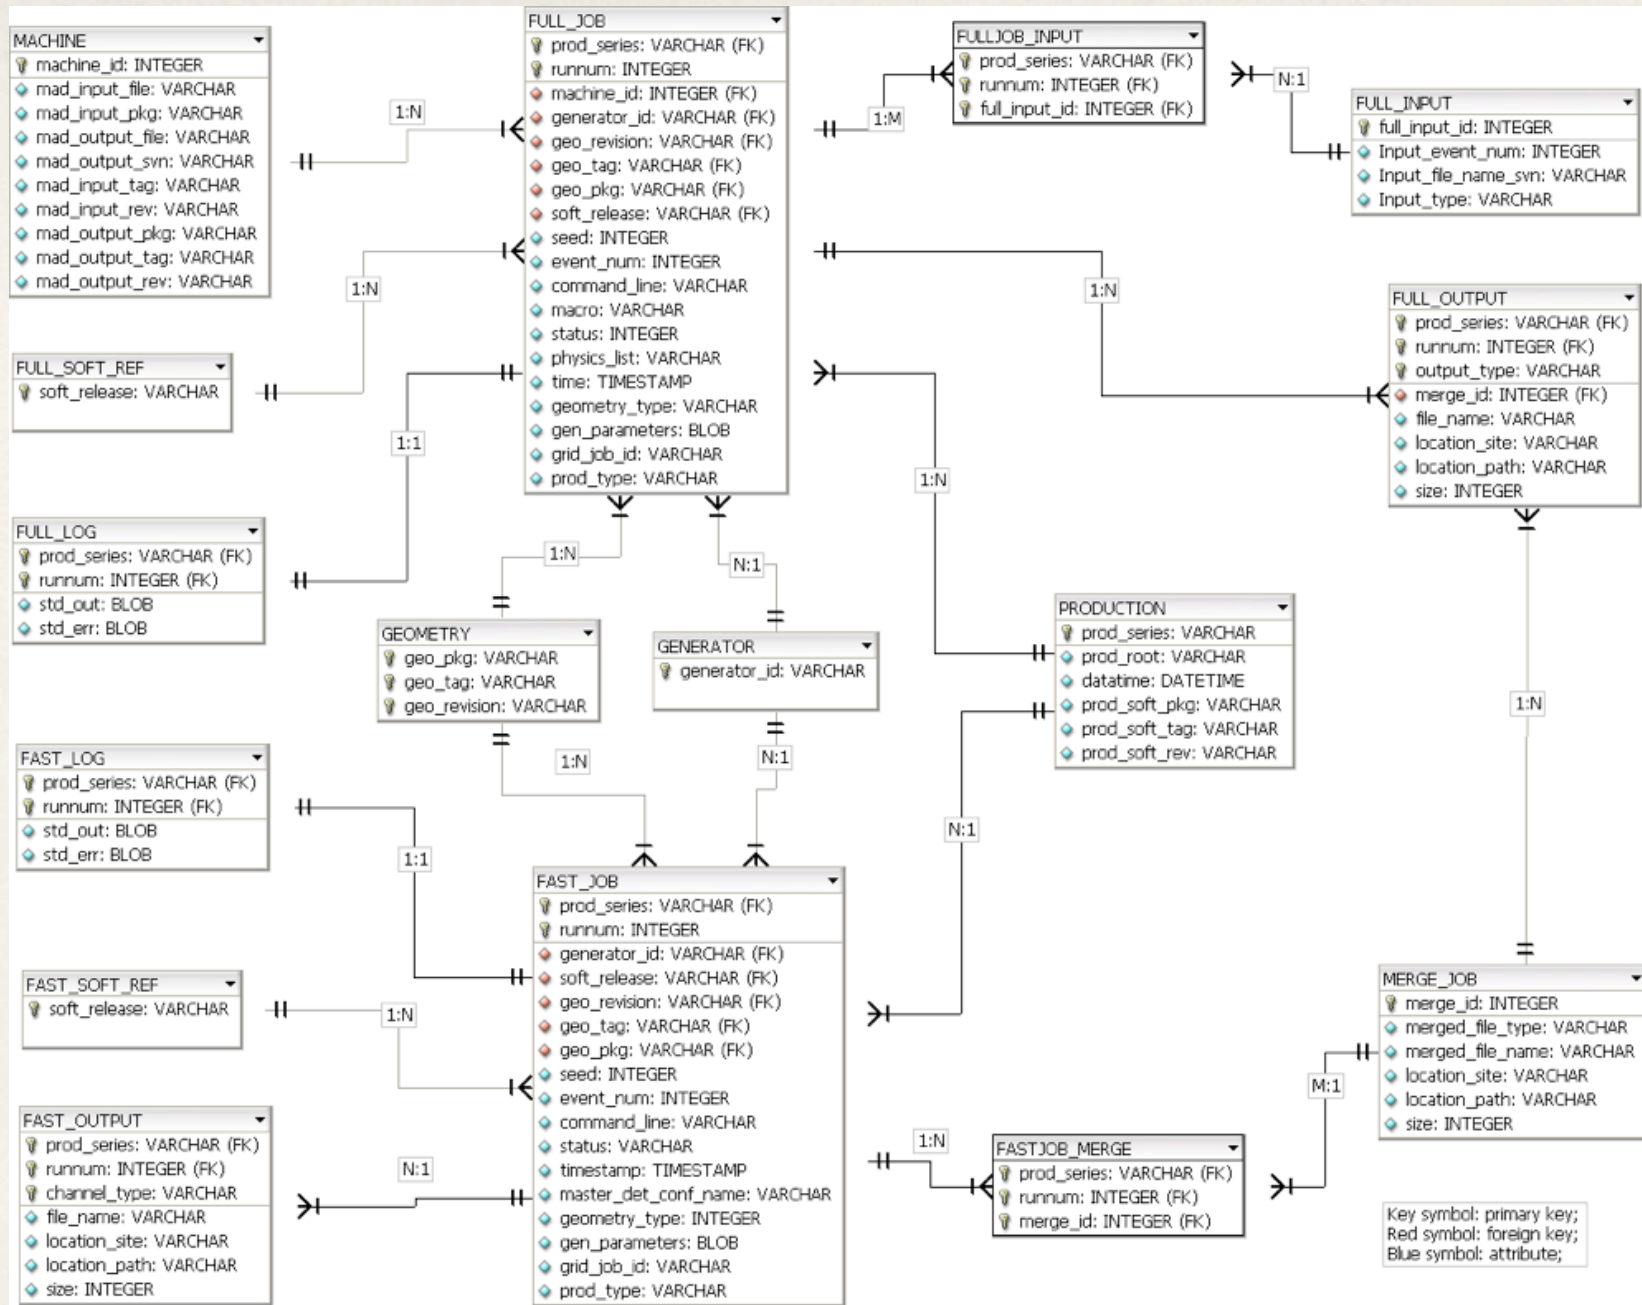 MACHINE
machine_id: INTEGER
mad_input_file: VARCHAR
mad_input_pkg: VARCHAR
mad_output_file: VARCHAR
mad_output_svn: VARCHAR
mad_input_tag: VARCHAR
mad_input_rev: VARCHAR
mad_output_pkg: VARCHAR
mad_output_tag: VARCHAR
mad_output_rev: VARCHAR
1:N
FULL_JOB
prod_series: VARCHAR (FK)
runnum: INTEGER
machine_id: INTEGER (FK)
generator_id: VARCHAR (FK)
geo_revision: VARCHAR (FK)
geo_tag: VARCHAR (FK)
geo_pkg: VARCHAR (FK)
soft_release: VARCHAR (FK)
seed: INTEGER
event_num: INTEGER
command_line: VARCHAR
macro: VARCHAR
status: INTEGER
physics_list: VARCHAR
time: TIMESTAMP
geometry_type: VARCHAR
gen_parameters: BLOB
grid_job_id: VARCHAR
prod_type: VARCHAR
1:M
FULLJOB_INPUT
prod_series: VARCHAR (FK)
runnum: INTEGER (FK)
full_input_id: INTEGER (FK)
N:1
FULL_INPUT
full_input_id: INTEGER
Input_event_num: INTEGER
Input_file_name_svn: VARCHAR
Input_type: VARCHAR
1:N
FULL_SOFT_REF
soft_release: VARCHAR
1:N
FULL_OUTPUT
prod_series: VARCHAR (FK)
runnum: INTEGER (FK)
output_type: VARCHAR
merge_id: INTEGER (FK)
file_name: VARCHAR
location_site: VARCHAR
location_path: VARCHAR
size: INTEGER
1:1
1:N
FULL_LOG
prod_series: VARCHAR (FK)
runnum: INTEGER (FK)
std_out: BLOB
std_err: BLOB
1:N
N:1
GEOMETRY
geo_pkg: VARCHAR
geo_tag: VARCHAR
geo_revision: VARCHAR
GENERATOR
generator_id: VARCHAR
PRODUCTION
prod_series: VARCHAR
prod_root: VARCHAR
datatime: DATETIME
prod_soft_pkg: VARCHAR
prod_soft_tag: VARCHAR
prod_soft_rev: VARCHAR
1:N
FAST_LOG
prod_series: VARCHAR (FK)
runnum: INTEGER (FK)
std_out: BLOB
std_err: BLOB
1:N
N:1
1:1
N:1
FAST_JOB
prod_series: VARCHAR (FK)
runnum: INTEGER
generator_id: VARCHAR (FK)
soft_release: VARCHAR (FK)
geo_revision: VARCHAR (FK)
geo_tag: VARCHAR (FK)
geo_pkg: VARCHAR (FK)
seed: INTEGER
event_num: INTEGER
command_line: VARCHAR
status: VARCHAR
timestamp: TIMESTAMP
master_det_conf_name: VARCHAR
geometry_type: INTEGER
gen_parameters: BLOB
grid_job_id: VARCHAR
prod_type: VARCHAR
FAST_SOFT_REF
soft_release: VARCHAR
1:N
MERGE_JOB
merge_id: INTEGER
merged_file_type: VARCHAR
merged_file_name: VARCHAR
location_site: VARCHAR
location_path: VARCHAR
size: INTEGER
M:1
FAST_OUTPUT
prod_series: VARCHAR (FK)
runnum: INTEGER (FK)
channel_type: VARCHAR
file_name: VARCHAR
location_site: VARCHAR
location_path: VARCHAR
size: INTEGER
N:1
1:N
FASTJOB_MERGE
prod_series: VARCHAR (FK)
runnum: INTEGER (FK)
merge_id: INTEGER (FK)
Key symbol: primary key;
Red symbol: foreign key;
Blue symbol: attribute;